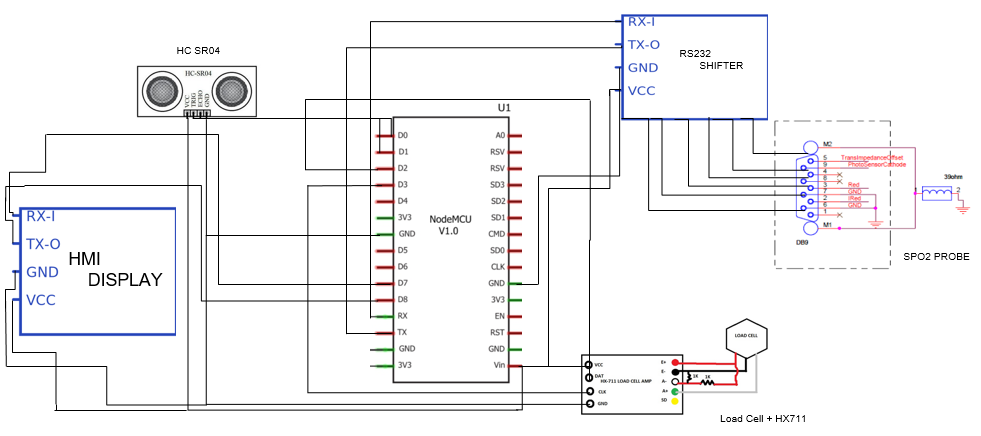 HC SR04
HC-SR04
VCC
TRIG
ECHO
GND
RX-I
TX-O
GND
VCC
RS232
SHIFTER
U1
D0
D1
D2
D3
D4
3V3
GND
D5
D6
D7
D8
RX
TX
GND
3V3
NodeMCU
V1.0
A0
RSV
RSV
SD3
SD2
SD1
CMD
SD0
CLK
GND
3V3
EN
RST
GND
Vin
RX-I
TX-O
GND
VCC
HMI
DISPLAY
M2
5
9
4
8
3
7
2
6
1
M1
TransImpedanceOffset
PhotoSensorCathode
Red
GND
IRed
GND
DB9
39ohm
1
2
SPO2 PROBE
VCC
DAT
CLK
GND
HX-711 LOAD CELL AMP
E+
E-
A-
A+
SD
1K
1K
LOAD CELL
Load Cell + HX711